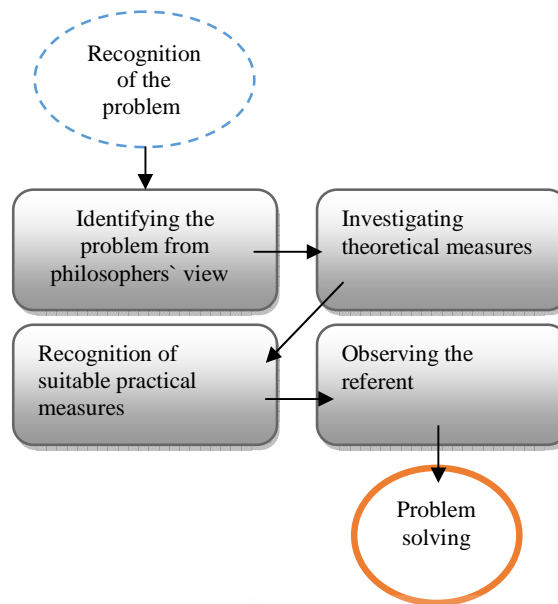 Recognition
of the
problem
Identifying the
problem from
philosophers` view
Investigating
theoretical measures
Recognition of
suitable practical
measures
Observing the
referent
Problem
solving